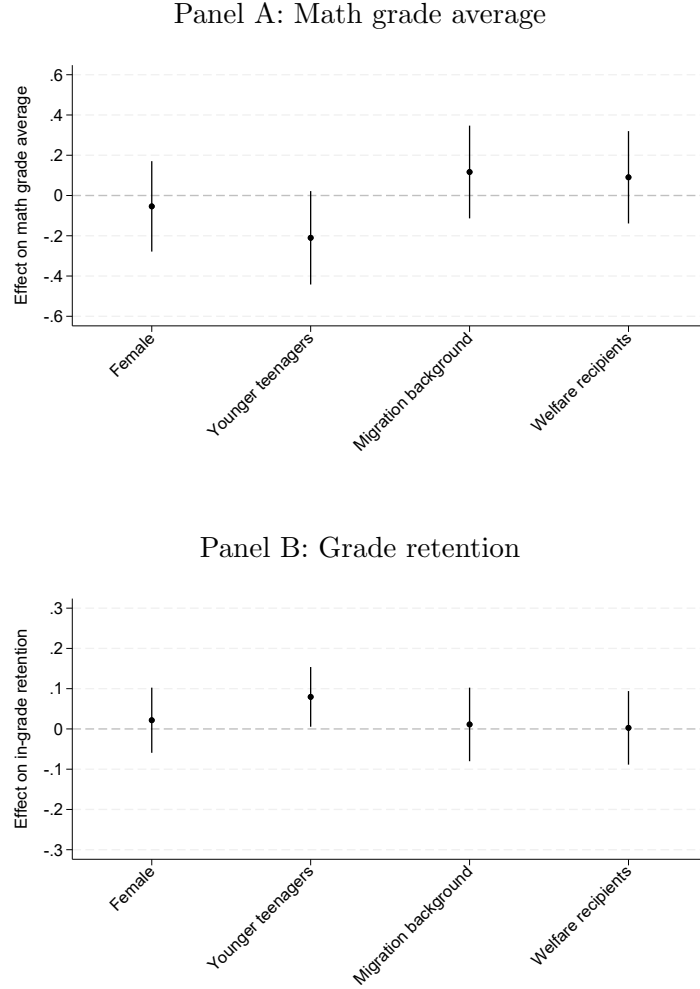 Panel A: Math grade average
Effect on math grade average
.6
.4
.2
0
-.2
-.4
-.6
Female
Younger teenagers
Migration background
Welfare recipients
Panel B: Grade retention
Effect on in-grade retention
.3
.2
.1
0
-.1
-.2
-.3
Female
Younger teenagers
Migration background
Welfare recipients